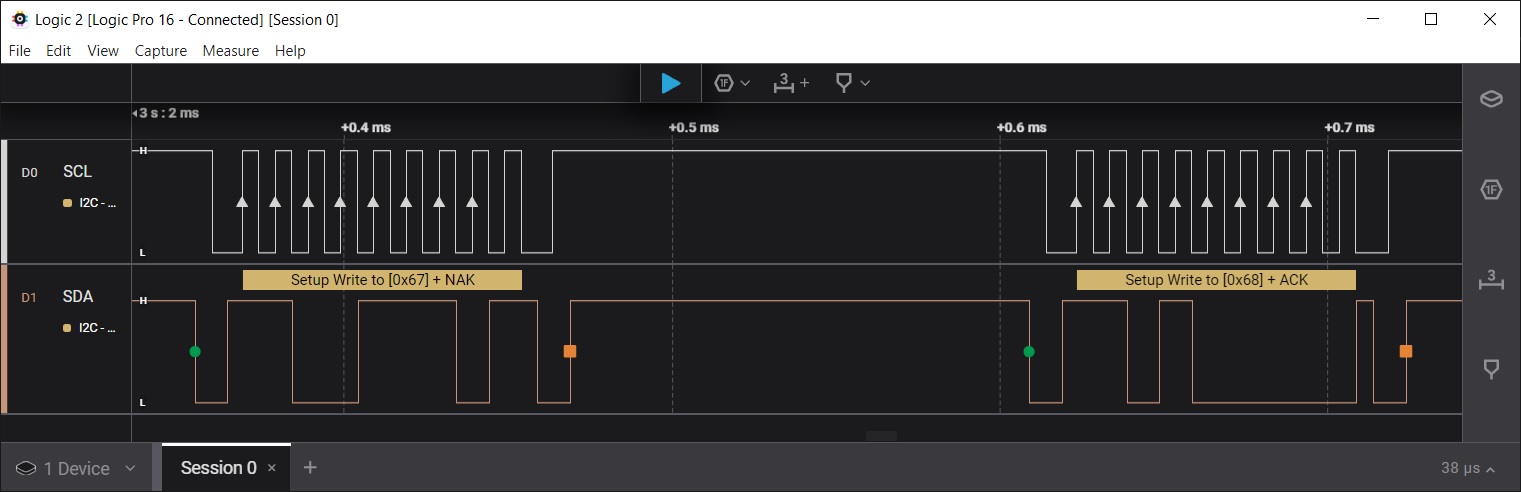 Logic 2 [Logic Pro 16 - Connected] [Session 0]
File Edit View Capture Measure Help
1F 3 +
3 s : 2 ms
+0.4 ms +0.5 ms +0.6 ms +0.7 ms
H
D0 SCL
I2C - ...
L
Setup Write to [0x67] + NAK Setup Write to [0x68] + ACK
H
D1 SDA
I2C - ...
L
1F
3
1 Device Session 0 × + 38 µs